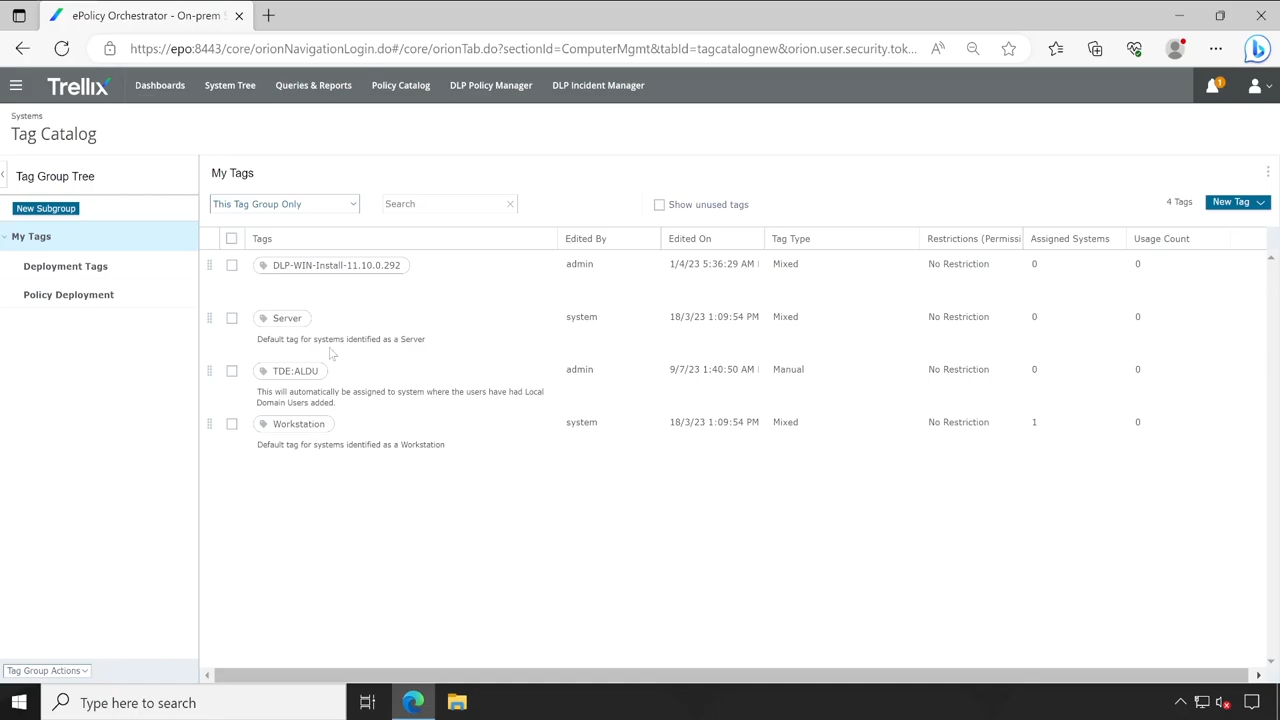 ePolicy Orchestrator - On-prem
https://epo:8443/core/orionNavigationLogin.do#/core/orionTab.do?sectionId=ComputerMgmt&tabId=tagcatalognew&orion.user.security.tok...
Trellix
Dashboards
System Tree
Queries & Reports
Policy Catalog
DLP Policy Manager
DLP Incident Manager
1
Systems
Tag Catalog
Tag Group Tree
New Subgroup
My Tags
Deployment Tags
Policy Deployment
Tag Group Actions
My Tags
This Tag Group Only
Search
Show unused tags
4 Tags
New Tag
Tags Edited By Edited On Tag Type Restrictions (Permissi Assigned Systems Usage Count
DLP-WIN-Install-11.10.0.292 admin 1/4/23 5:36:29 AM Mixed No Restriction 0 0
Server system 18/3/23 1:09:54 PM Mixed No Restriction 0 0
Default tag for systems identified as a Server
TDE:ALDU admin 9/7/23 1:40:50 AM Manual No Restriction 0 0
This will automatically be assigned to system where the users have had Local
Domain Users added.
Workstation system 18/3/23 1:09:54 PM Mixed No Restriction 1 0
Default tag for systems identified as a Workstation
Type here to search